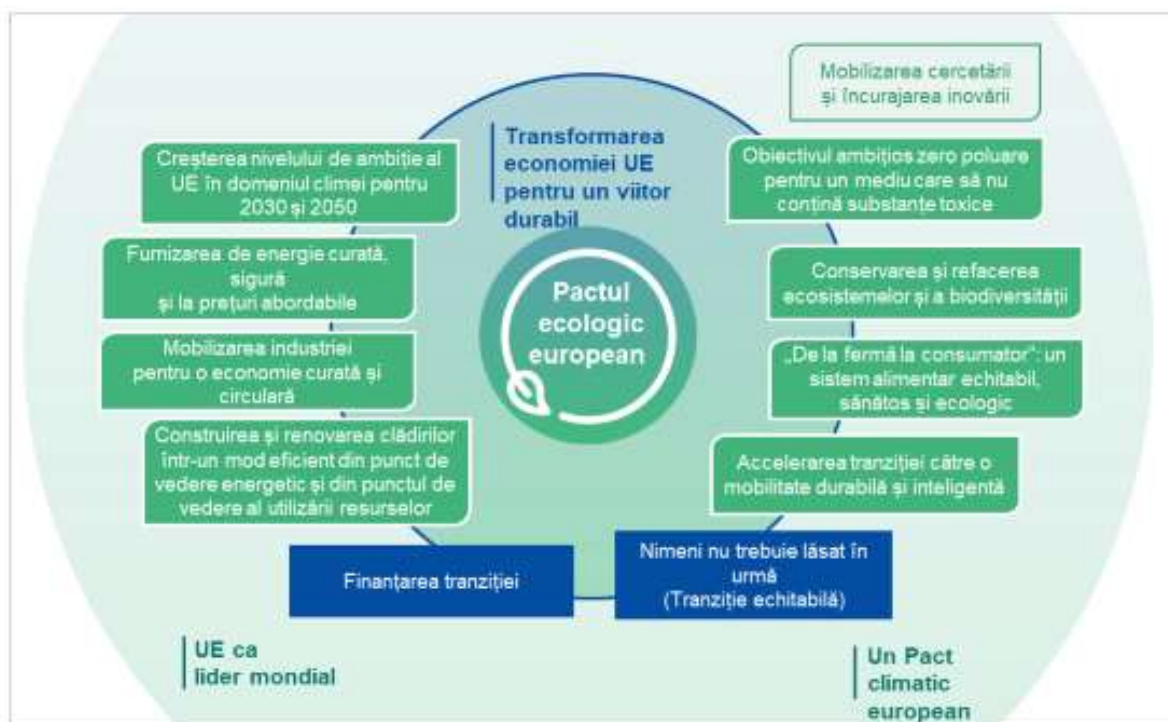 Mobilizarea cercetării
și încurajarea inovării
Transformarea
economiei UE
pentru un viitor
durabil
Creșterea nivelului de ambiție al
UE în domeniul climei pentru
2030 și 2050
Furnizarea de energie curată,
sigură
și la prețuri abordabile
Mobilizarea industriei
pentru o economie curată și
circulară
Construirea și renovarea clădirilor
într-un mod eficient din punct de
vedere energetic și din punctul de
vedere al utilizării resurselor
Pactul
ecologic
european
Obiectivul ambițios zero poluare
pentru un mediu care să nu
conțină substanțe toxice
Conservarea și refacerea
ecosistemelor și a biodiversității
„De la fermă la consumator”: un
sistem alimentar echitabil,
sănătos și ecologic
Accelerarea tranziției către o
mobilitate durabilă și inteligentă
Finanțarea tranziției
Nimeni nu trebuie lăsat în
urmă
(Tranziție echitabilă)
UE ca
lider mondial
Un Pact
climatic
european